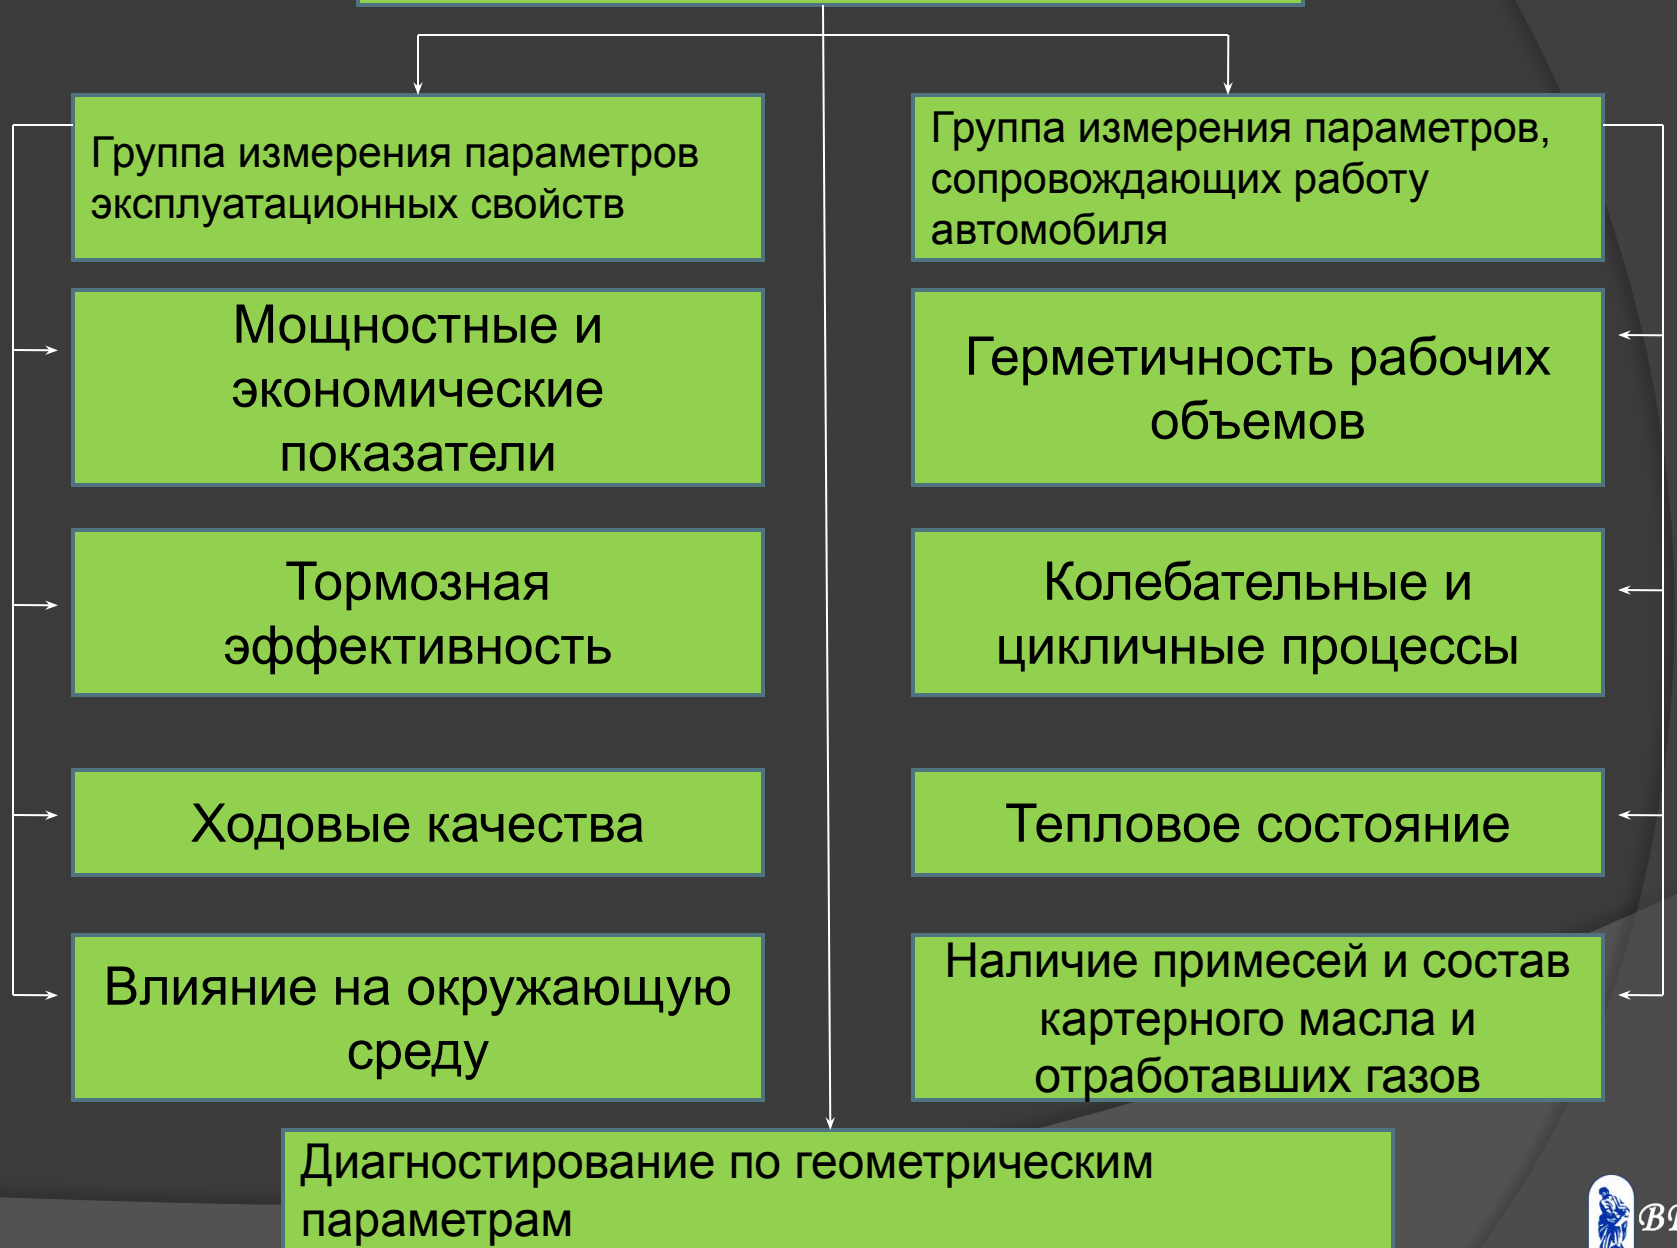 Группа измерения параметров
эксплуатационных свойств
Мощностные и
экономические
показатели
Тормозная
эффективность
Ходовые качества
Влияние на окружающую
среду
Группа измерения параметров,
сопровождающих работу
автомобиля
Герметичность рабочих
объемов
Колебательные и
цикличные процессы
Тепловое состояние
Наличие примесей и состав
картерного масла и
отработавших газов
Диагностирование по геометрическим
параметрам